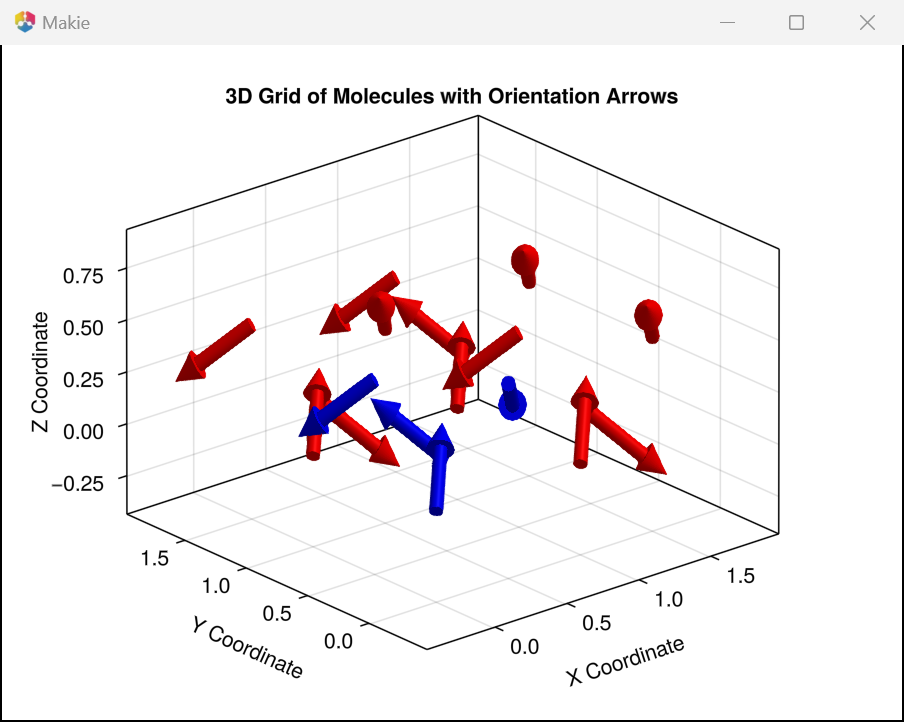 Makie
3D Grid of Molecules with Orientation Arrows
Z Coordinate
0.75
0.50
0.25
0.00
−0.25
1.5
1.0
0.5
0.0
Y Coordinate
0.0
0.5
1.0
1.5
X Coordinate